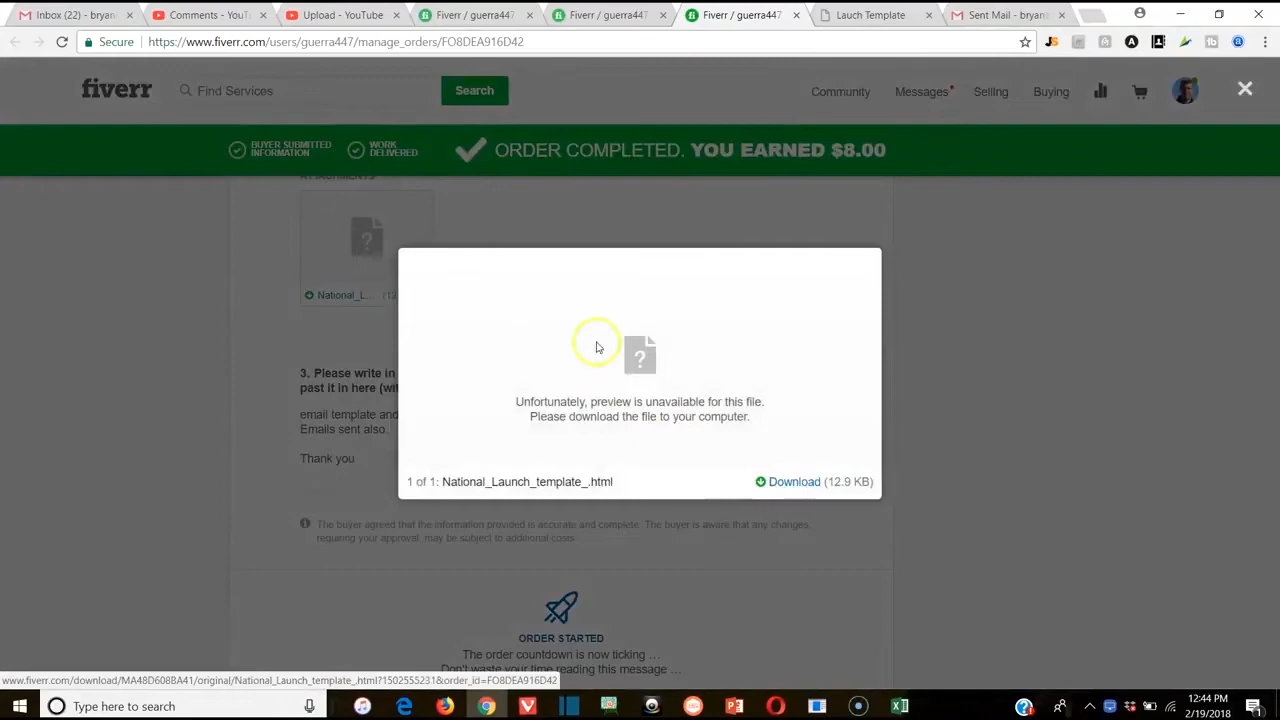 Inbox (22) - bryan
Comments - YouT
Upload - YouTube
Fiverr / guerra447
Fiverr / guerra447
Fiverr / guerra447
Lauch Template
Sent Mail - bryan
Secure
https://www.fiverr.com/users/guerra447/manage_orders/FO8DEA916D42
fiverr
Find Services
Search
Community
Messages
Selling
Buying
BUYER SUBMITTED
INFORMATION
WORK
DELIVERED
ORDER COMPLETED. YOU EARNED $8.00
ATTACHMENTS
National_L...
Unfortunately, preview is unavailable for this file.
Please download the file to your computer.
1 of 1: National_Launch_template_.html
Download (12.9 KB)
3. Please write in
past it in here (wit
email template and
Emails sent also.
Thank you
The buyer agreed that the information provided is accurate and complete. The buyer is aware that any changes,
requiring your approval, may be subject to additional costs.
ORDER STARTED
The order countdown is now ticking ...
Don't waste your time reading this message ...
www.fiverr.com/download/MA48D608BA41/original/National_Launch_template_.html?1502555231&order_id=FO8DEA916D42
Type here to search
12:44 PM
2/19/2018